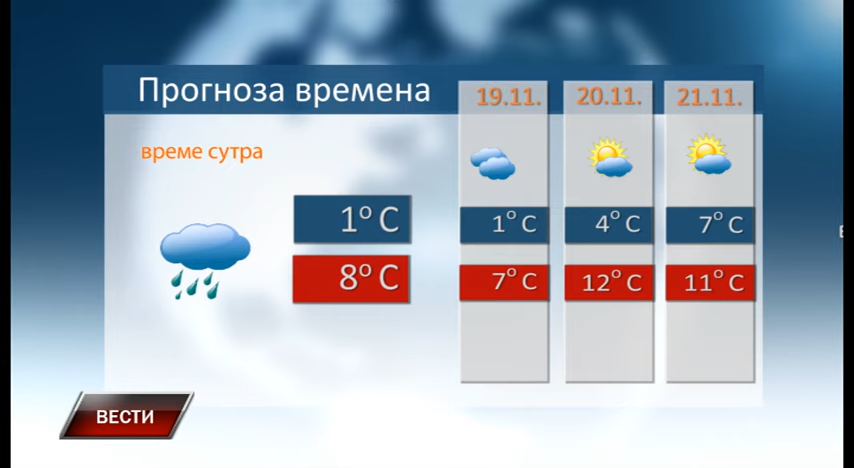 Прогноза времена
време сутра
1º C
8º C
19.11. 20.11. 21.11.
1º C 4º C 7º C
7º C 12º C 11º C
ВЕСТИ